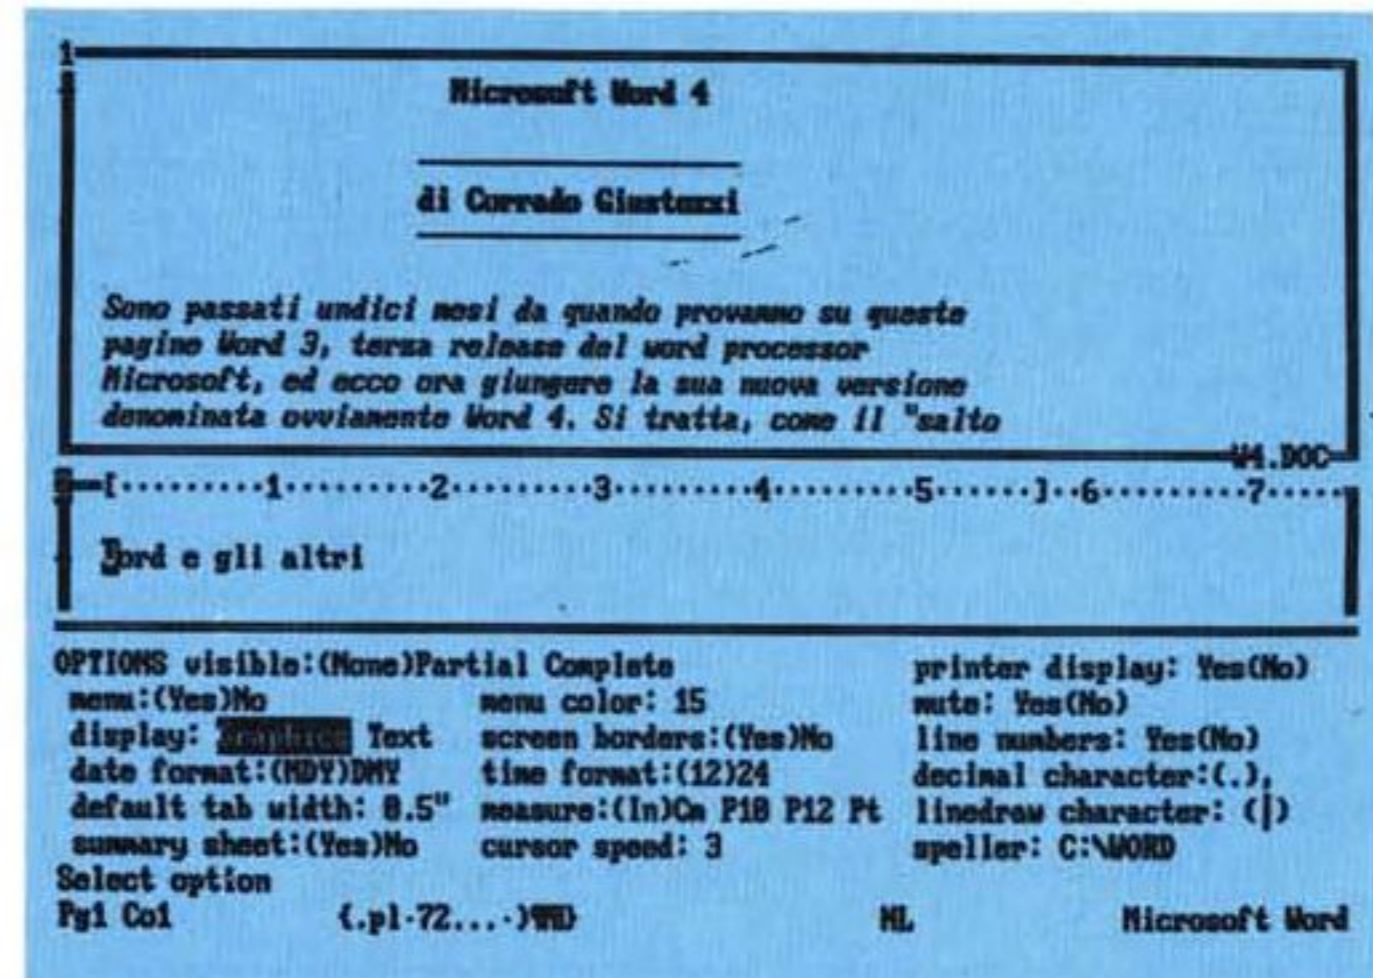 1
Microsoft Word 4
di Corrado Giustozzi
Sono passati undici mesi da quando provammo su queste
pagine Word 3, terza release del word processor
Microsoft, ed ecco ora giungere la sua nuova versione
denominata ovviamente Word 4. Si tratta, come il "salto
W4.DOC
[·········1·········2·········3·········4·········5······]··6·········7·····
ord e gli altri
OPTIONS visible:(None)Partial Complete printer display: Yes(No)
menu:(Yes)No menu color: 15 mute: Yes(No)
display: Graphics Text screen borders:(Yes)No line numbers: Yes(No)
date format:(MDY)DMY time format:(12)24 decimal character:(.),
default tab width: 0.5" measure:(In)Cm P10 P12 Pt linedraw character: (|)
summary sheet:(Yes)No cursor speed: 3 speller: C:\WORD
Select option
Pg1 Co1 {.pl·72...·} NL Microsoft Word